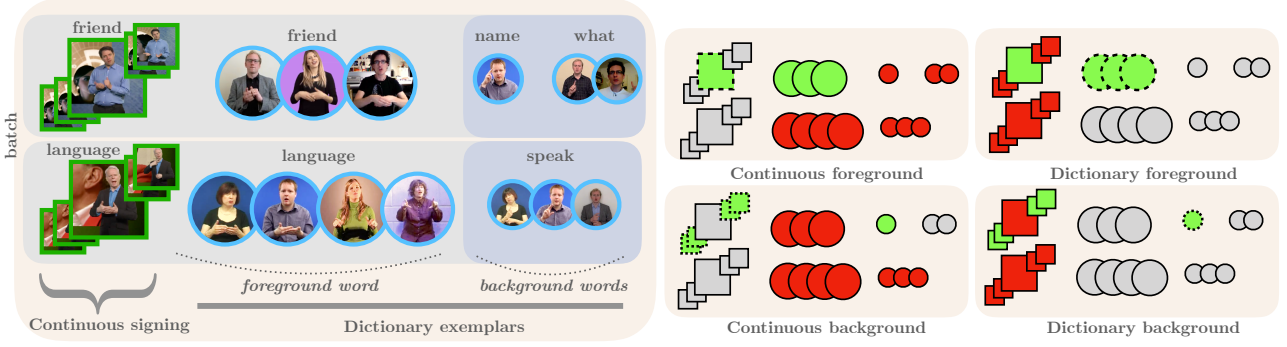 batch
friend
friend
name
what
language
language
speak
foreground word
background words
Continuous signing
Dictionary exemplars
Continuous foreground
Dictionary foreground
Continuous background
Dictionary background